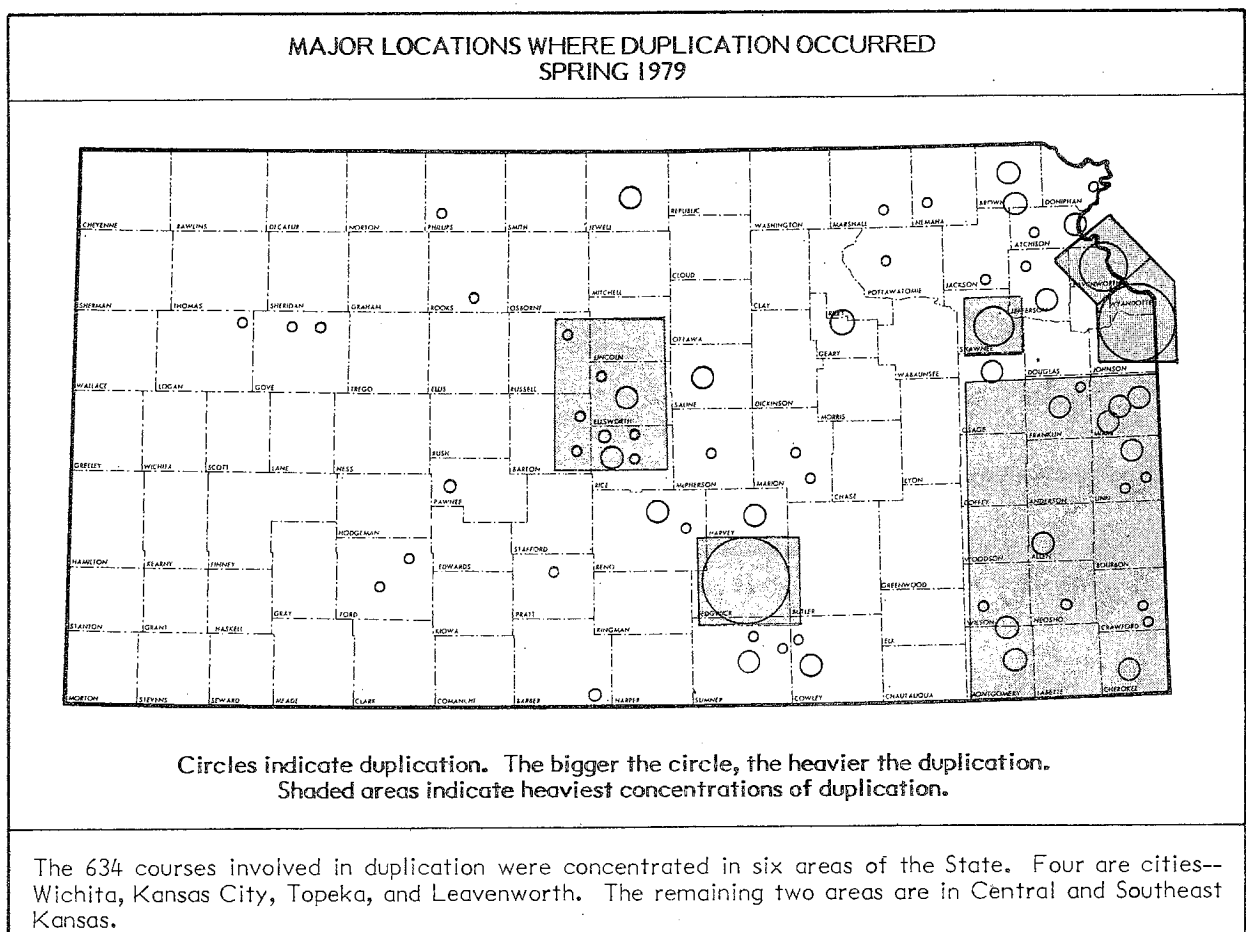 MAJOR LOCATIONS WHERE DUPLICATION OCCURRED
SPRING 1979
CHEYENNE RAWLINS DECATUR NORTON PHILLIPS SMITH JEWELL REPUBLIC WASHINGTON MARSHALL NEMAHA BROWN DONIPHAN
ATCHISON
SHERMAN THOMAS SHERIDAN GRAHAM ROOKS OSBORNE MITCHELL CLOUD CLAY POTTAWATOMIE JACKSON JEFFERSON WYANDOTTE
WALLACE LOGAN GOVE TREGO ELLIS RUSSELL LINCOLN OTTAWA GEARY WABAUNSEE SHAWNEE DOUGLAS JOHNSON
SALINE DICKINSON MORRIS
GREELEY WICHITA SCOTT LANE NESS RUSH BARTON ELLSWORTH OSAGE FRANKLIN MIAMI
PAWNEE RICE McPHERSON MARION CHASE LYON COFFEY ANDERSON LINN
HAMILTON KEARNY FINNEY HODGEMAN EDWARDS STAFFORD RENO HARVEY GREENWOOD WOODSON ALLEN BOURBON
STANTON GRANT HASKELL GRAY FORD KIOWA PRATT KINGMAN SEDGWICK BUTLER ELK WILSON NEOSHO CRAWFORD
MORTON STEVENS SEWARD MEADE CLARK COMANCHE BARBER HARPER SUMNER COWLEY CHAUTAUQUA MONTGOMERY LABETTE CHEROKEE
Circles indicate duplication. The bigger the circle, the heavier the duplication.
Shaded areas indicate heaviest concentrations of duplication.
The 634 courses involved in duplication were concentrated in six areas of the State. Four are cities--
Wichita, Kansas City, Topeka, and Leavenworth. The remaining two areas are in Central and Southeast
Kansas.